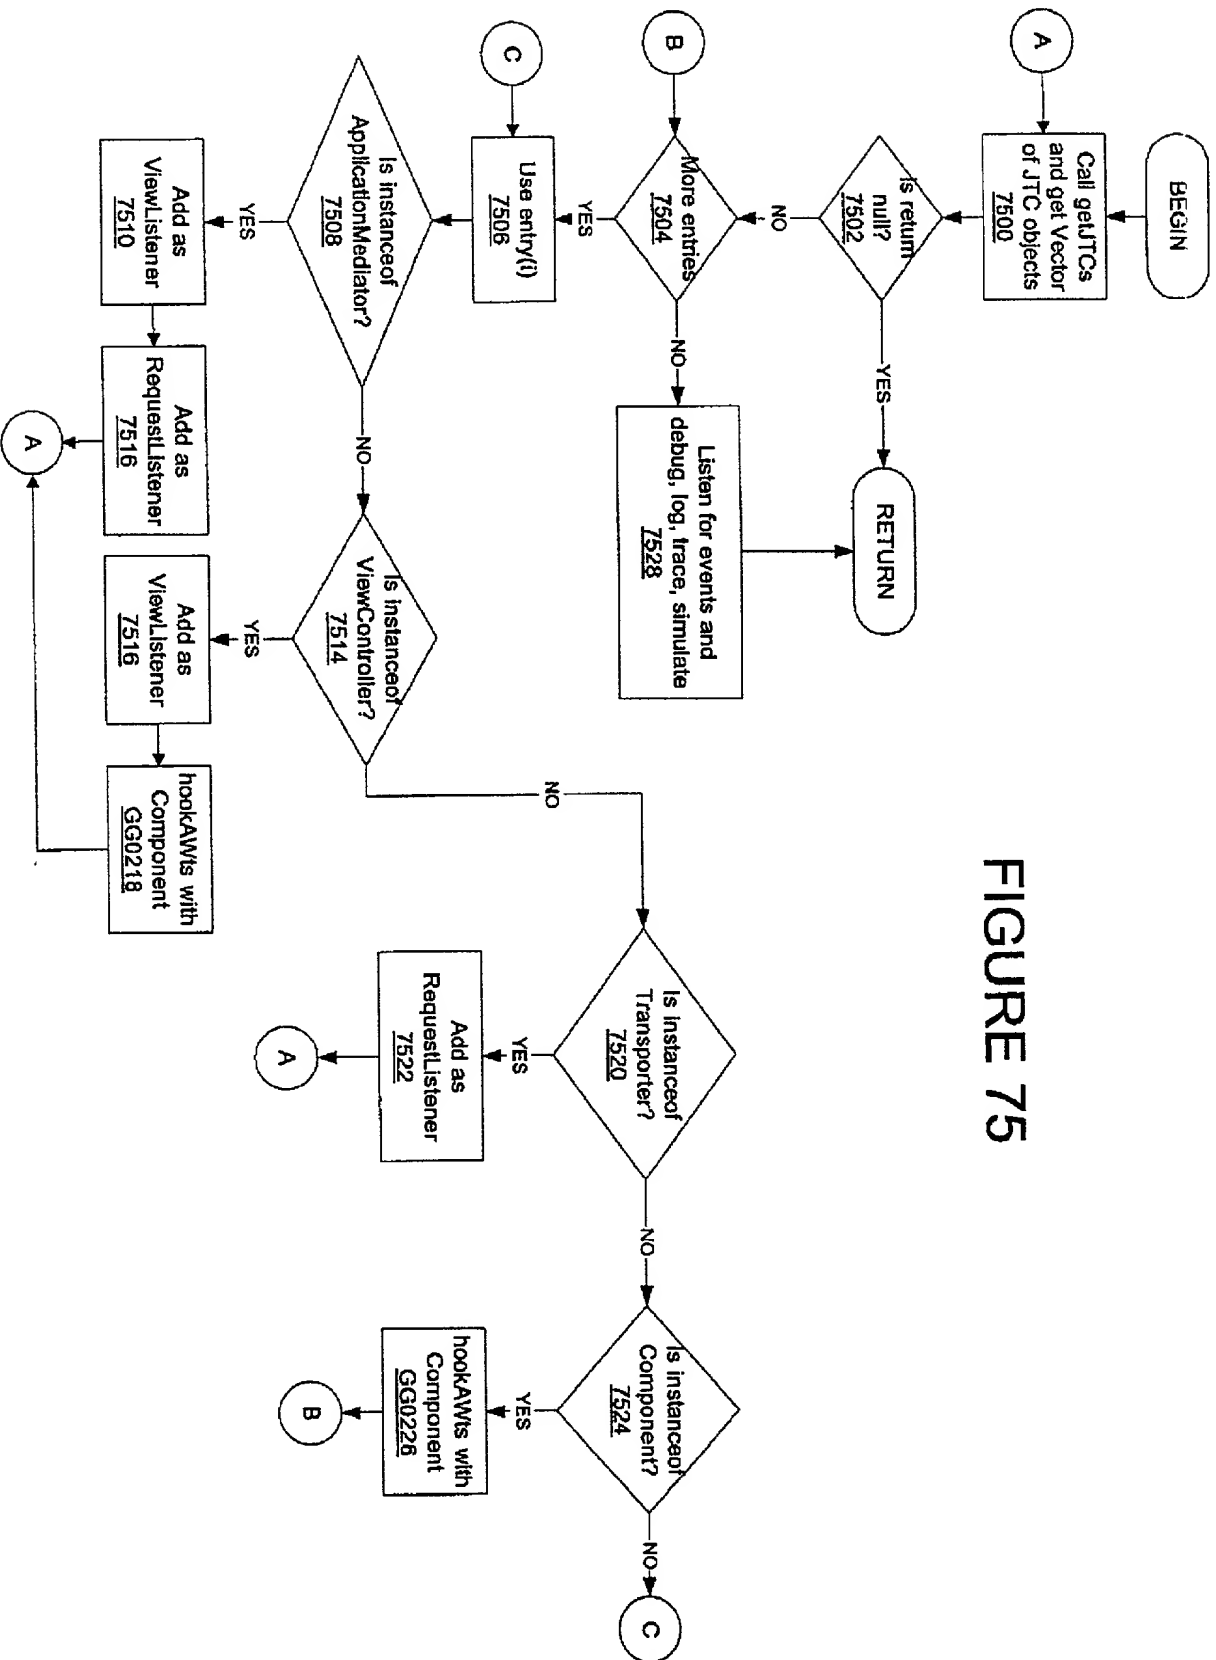 FIGURE 75
BEGIN
A
Call getJTCs
and get Vector
of JTC objects
7500
Is return
null?
7502
YES
RETURN
NO
B
More entries
7504
NO
Listen for events and
debug, log, trace, simulate
7528
YES
C
Use entry(i)
7506
Is instanceof
ApplicationMediator?
7508
NO
Is instanceof
ViewController?
7514
NO
Is instanceof
Transporter?
7520
NO
Is instanceof
Component?
7524
NO
C
YES
Add as
ViewListener
7510
Add as
RequestListener
7516
A
YES
Add as
ViewListener
7516
hookAWts with
Component
GG0218
YES
Add as
RequestListener
7522
A
YES
hookAWts with
Component
GG0226
B